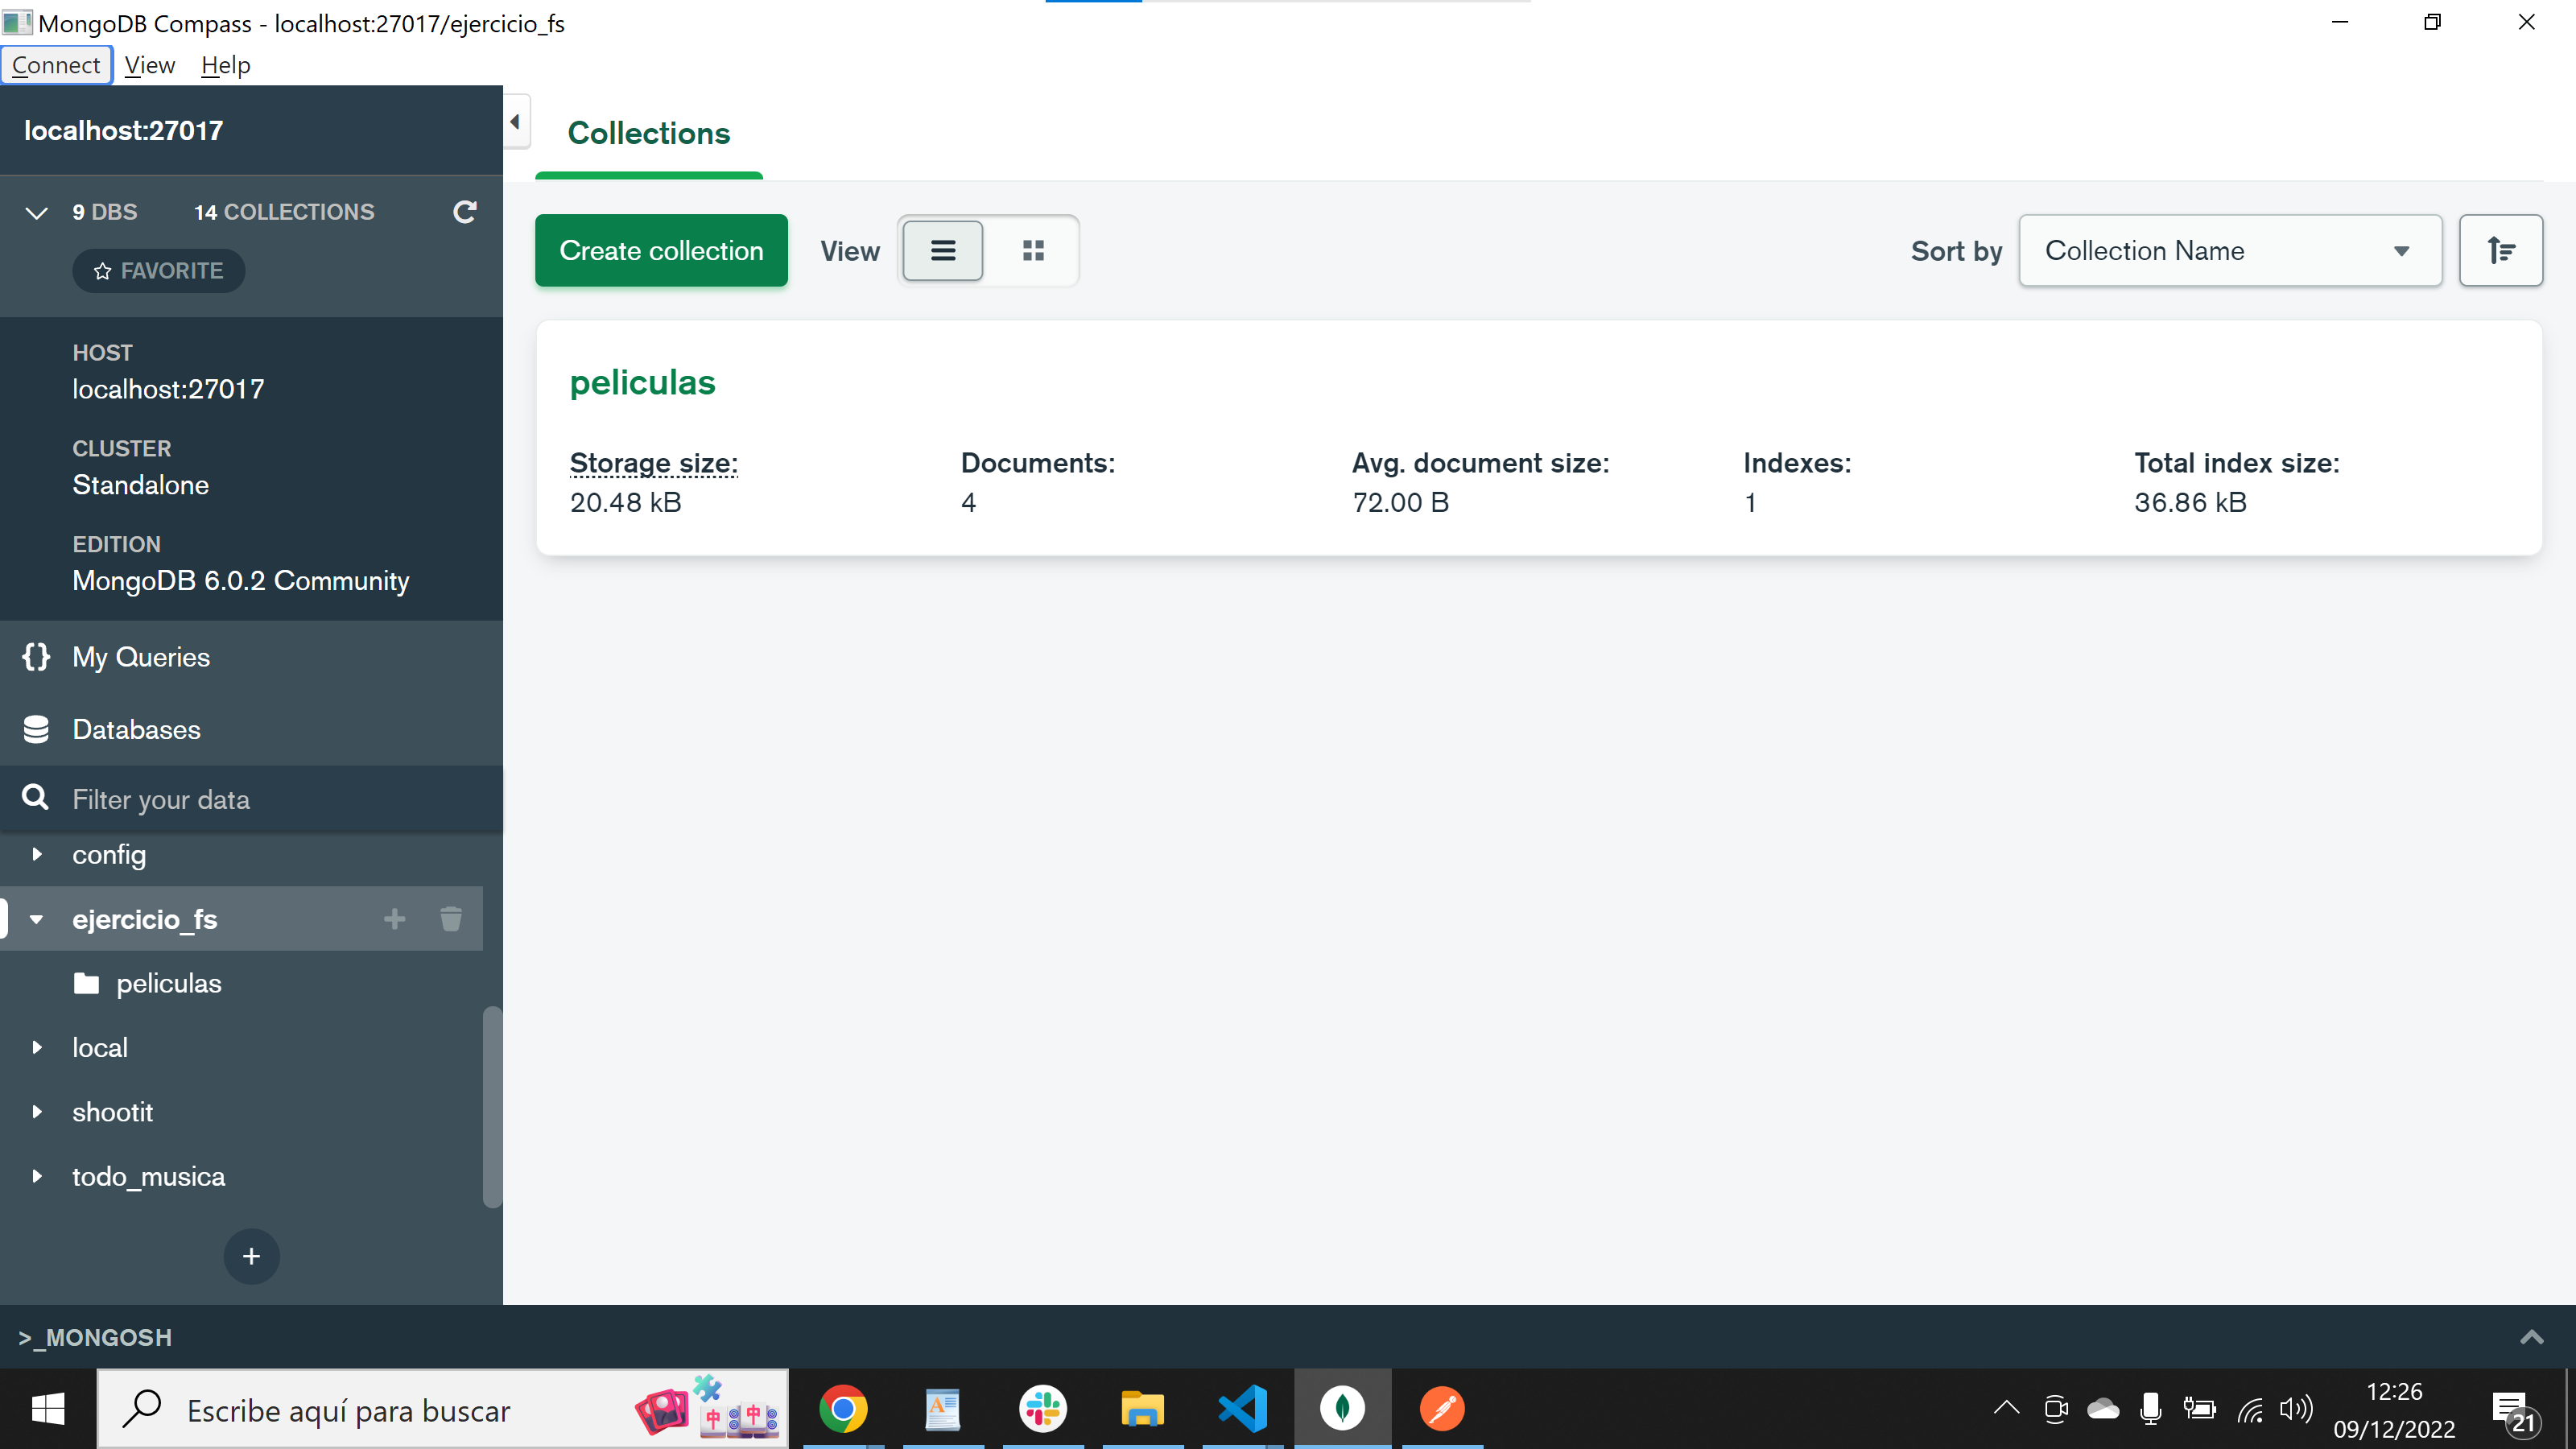 MongoDB Compass - localhost:27017/ejercicio_fs
Connect View Help
localhost:27017
9 DBS 14 COLLECTIONS
FAVORITE
HOST
localhost:27017
CLUSTER
Standalone
EDITION
MongoDB 6.0.2 Community
{} My Queries
Databases
Filter your data
config
ejercicio_fs
peliculas
local
shootit
todo_musica
+
Collections
Create collection View Sort by Collection Name
peliculas
Storage size: Documents: Avg. document size: Indexes: Total index size:
20.48 kB 4 72.00 B 1 36.86 kB
>_MONGOSH
Escribe aquí para buscar
12:26
09/12/2022
21